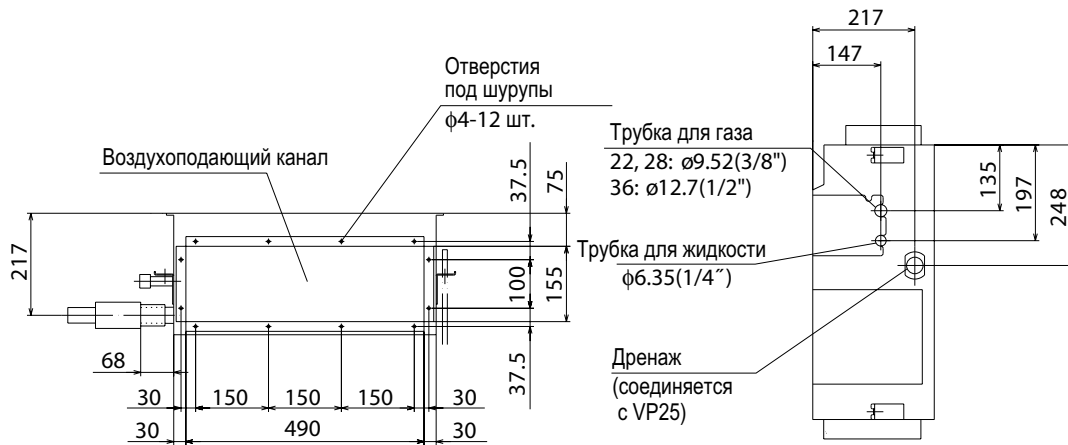 217
147
Отверстия
под шурупы
ϕ4-12 шт.
Воздухоподающий канал
37.5
75
217
100
155
37.5
68
30
150
150
150
30
30
490
30
Трубка для газа
22, 28: ø9.52(3/8")
36: ø12.7(1/2")
135
197
248
Трубка для жидкости
ϕ6.35(1/4˝)
Дренаж
(соединяется
с VP25)